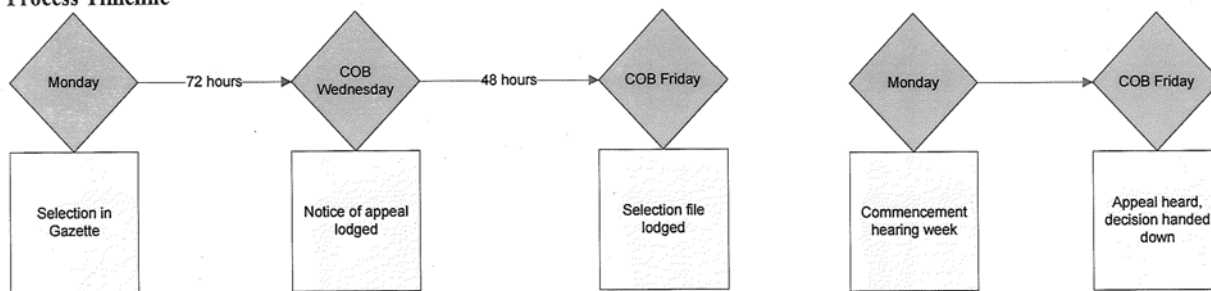 Process Timeline
Monday
72 hours
COB
Wednesday
48 hours
COB Friday
Monday
COB Friday
Selection in
Gazette
Notice of appeal
lodged
Selection file
lodged
Commencement
hearing week
Appeal heard,
decision handed
down